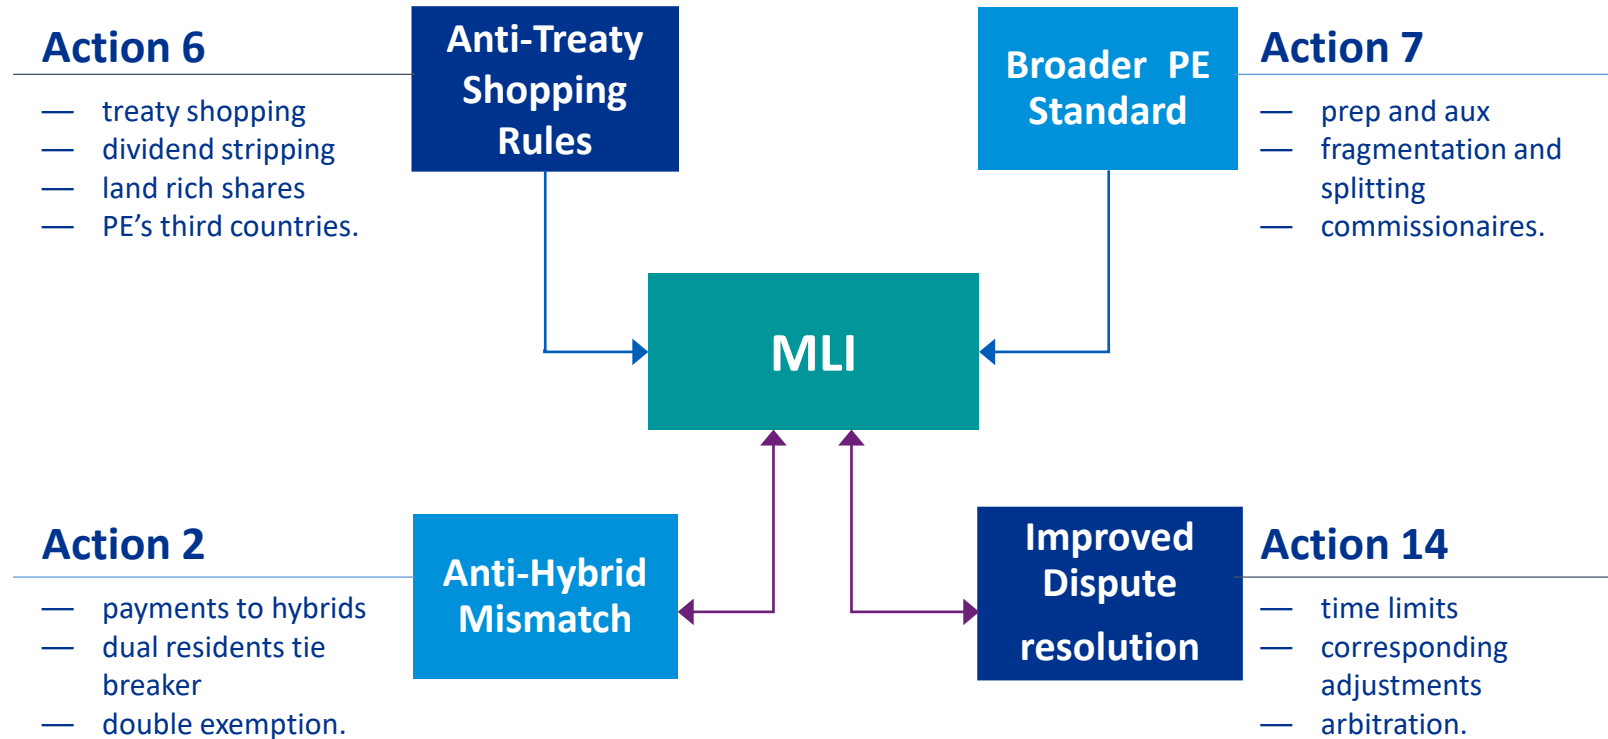 Action 6
— treaty shopping
— dividend stripping
— land rich shares
— PE's third countries.
Anti-Treaty
Shopping
Rules
Broader PE
Standard
Action 7
— prep and aux
— fragmentation and
splitting
— commissionaires.
MLI
Action 2
— payments to hybrids
— dual residents tie
breaker
— double exemption.
Anti-Hybrid
Mismatch
Improved
Dispute
resolution
Action 14
— time limits
— corresponding
adjustments
— arbitration.